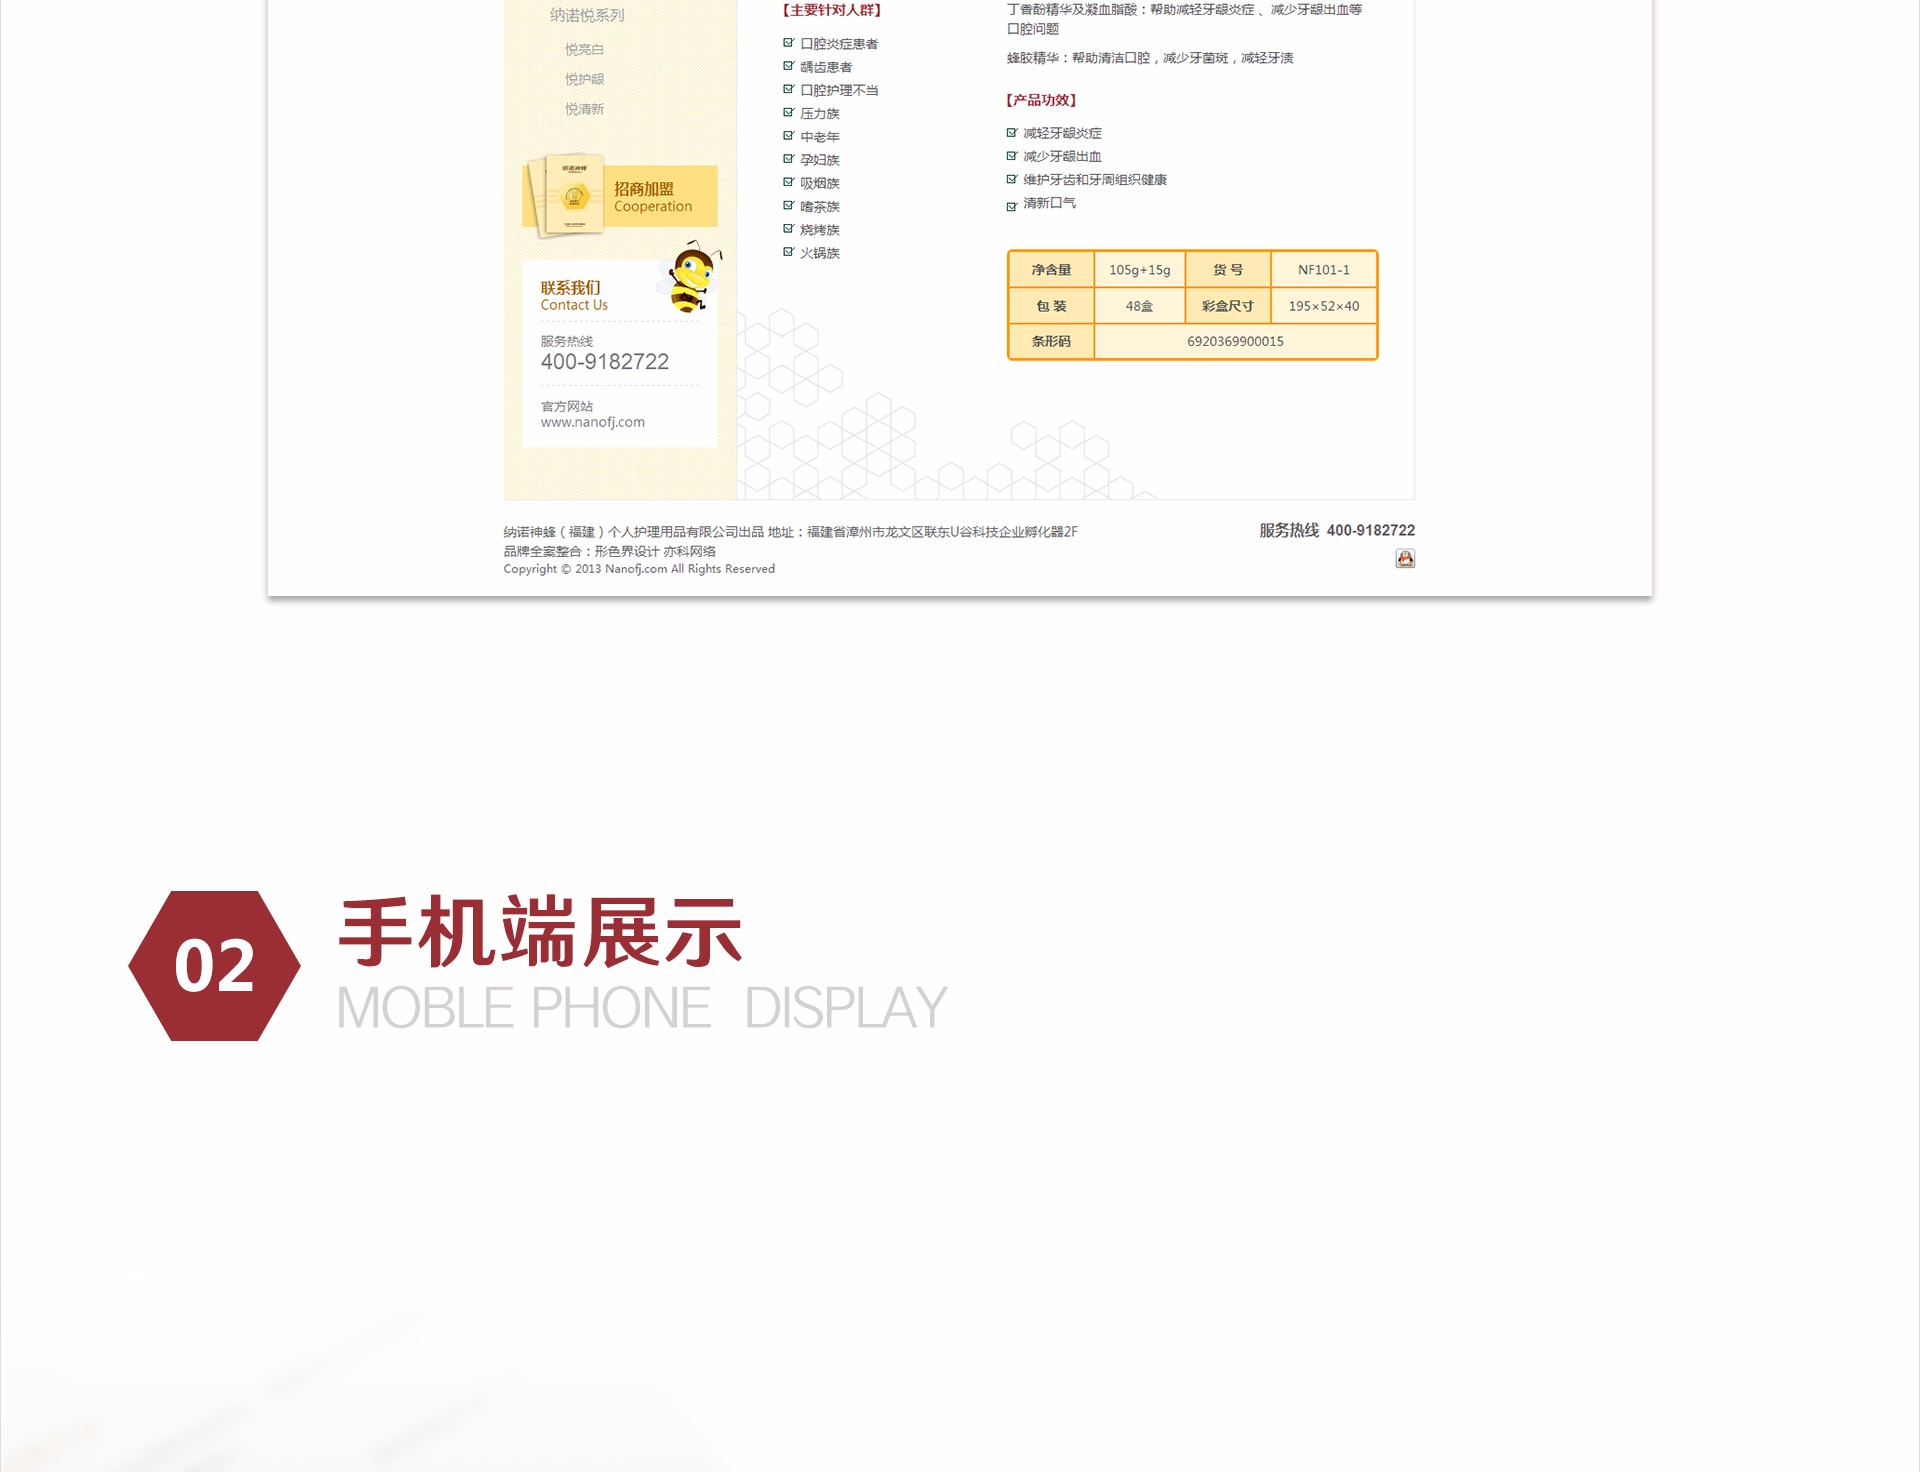 纳诺悦系列
悦亮白
悦护龈
悦清新
招商加盟
Cooperation
联系我们
Contact Us
服务热线
400-9182722
官方网站
www.nanofj.com
【主要针对人群】
口腔炎症患者
龋齿患者
口腔护理不当
压力族
中老年
孕妇族
吸烟族
嗜茶族
烧烤族
火锅族
丁香酚精华及凝血脂酸：帮助减轻牙龈炎症 、减少牙龈出血等
口腔问题
蜂胶精华：帮助清洁口腔，减少牙菌斑，减轻牙渍
【产品功效】
减轻牙龈炎症
减少牙龈出血
维护牙齿和牙周组织健康
清新口气
净含量 105g+15g 货 号 NF101-1
包 装 48盒 彩盒尺寸 195×52×40
条形码 6920369900015
纳诺神蜂（福建）个人护理用品有限公司出品 地址：福建省漳州市龙文区联东U谷科技企业孵化器2F
品牌全案整合：形色界设计 亦科网络
Copyright © 2013 Nanofj.com All Rights Reserved
服务热线 400-9182722
02
手机端展示
MOBLE PHONE DISPLAY